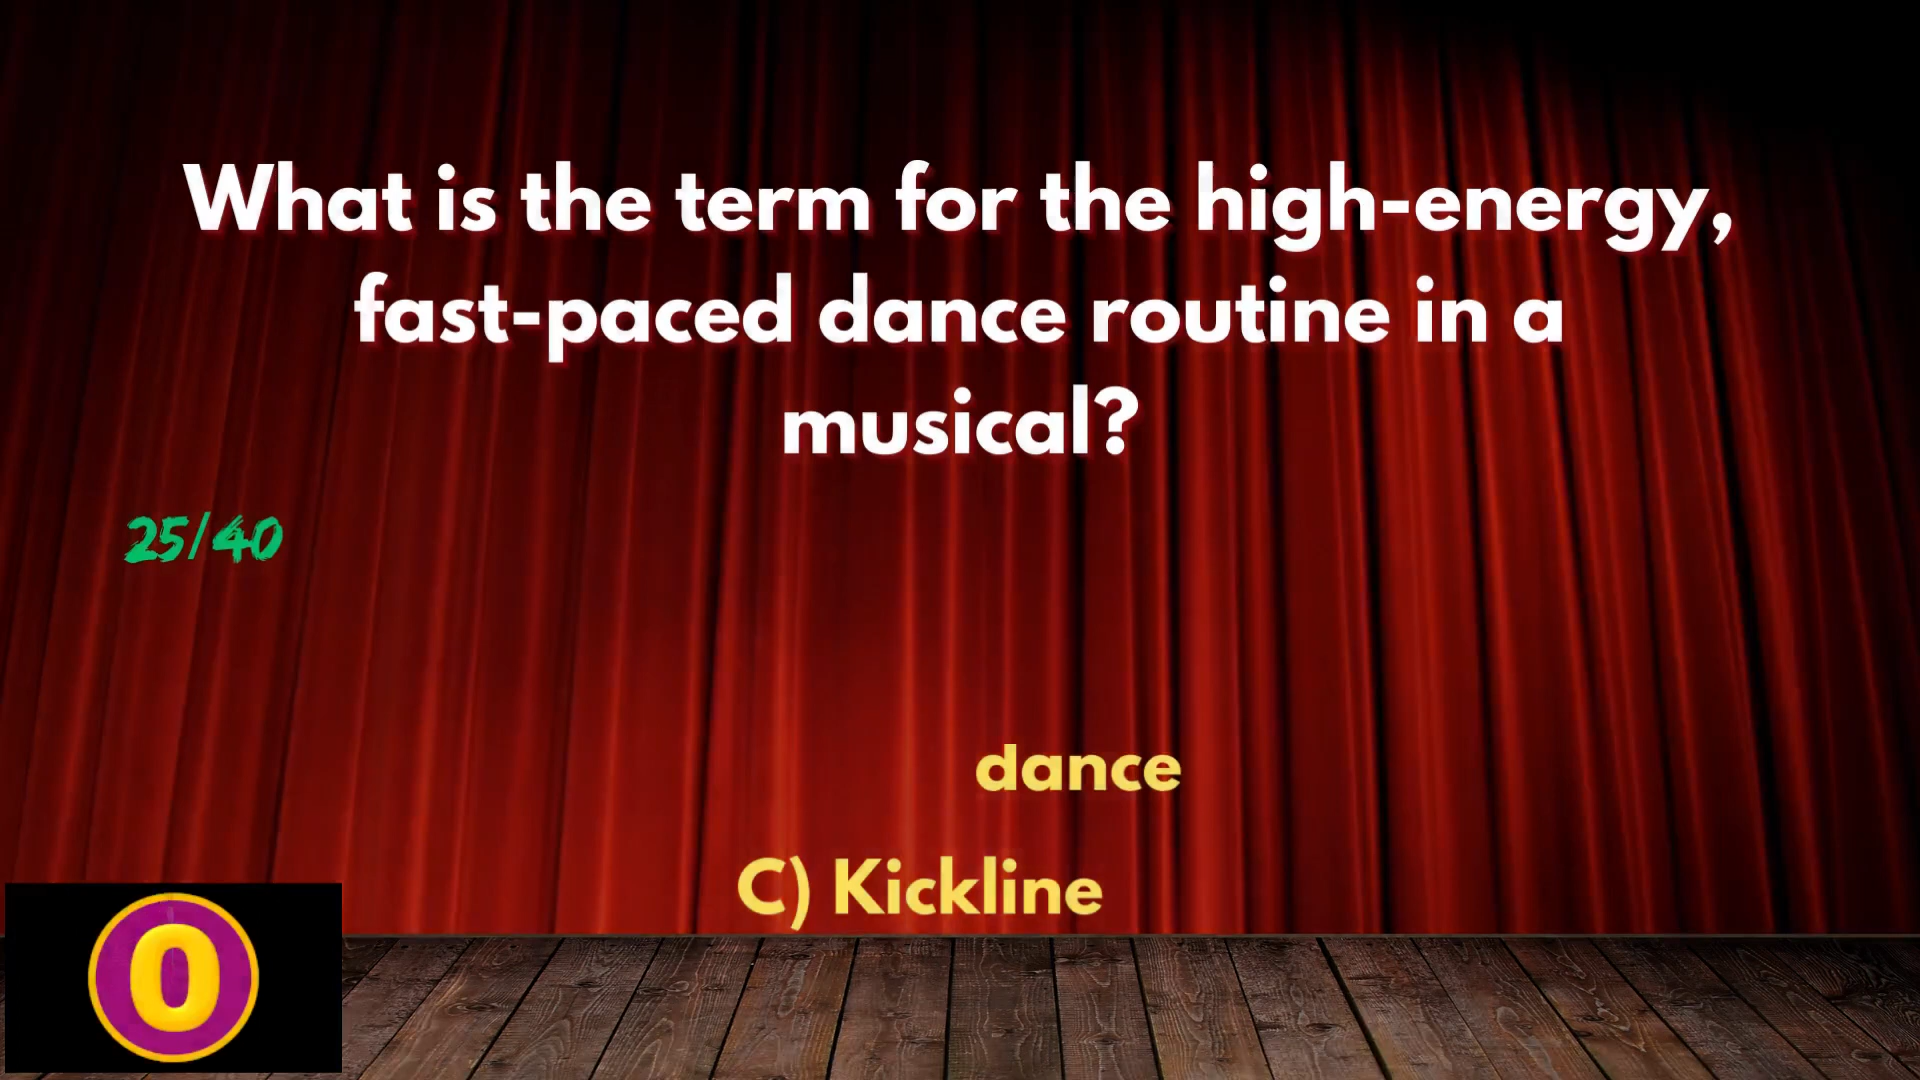 What is the term for the high-energy,
fast-paced dance routine in a
musical?
25/40
dance
C) Kickline
0